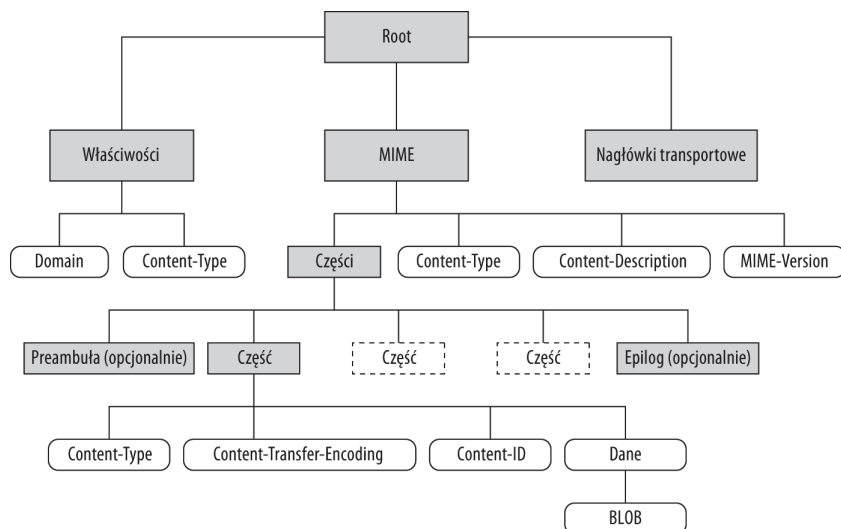 Root
Właściwości
MIME
Nagłówki transportowe
Domain
Content-Type
Części
Content-Type
Content-Description
MIME-Version
Preambuła (opcjonalnie)
Część
Część
Część
Epilog (opcjonalnie)
Content-Type
Content-Transfer-Encoding
Content-ID
Dane
BLOB